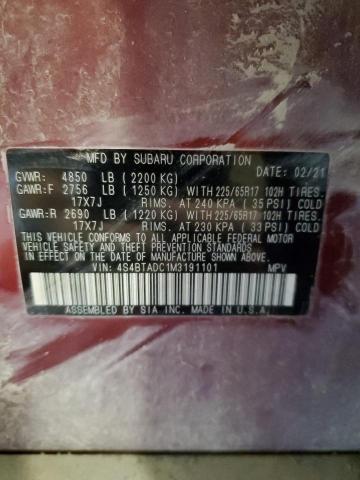 MFD BY SUBARU CORPORATION
DATE: 02/21
GVWR: 4850 LB (2200 KG)
GAWR:F 2756 LB (1250 KG) WITH 225/65R17 102H TIRES,
17X7J RIMS, AT 240 KPA (35 PSI) COLD
GAWR:R 2690 LB (1220 KG) WITH 225/65R17 102H TIRES,
17X7J RIMS, AT 230 KPA (33 PSI) COLD
THIS VEHICLE CONFORMS TO ALL APPLICABLE FEDERAL MOTOR
VEHICLE SAFETY, BUMPER, AND THEFT PREVENTION STANDARDS
IN EFFECT ON THE DATE OF MANUFACTURE SHOWN ABOVE.
VIN: 4S4BTADC1M3191101 MPV
ASSEMBLED BY SIA INC. MADE IN U.S.A.